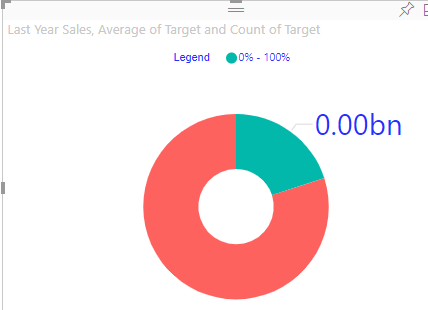 Last Year Sales, Average of Target and Count of Target
Legend 0% - 100%
0.00bn